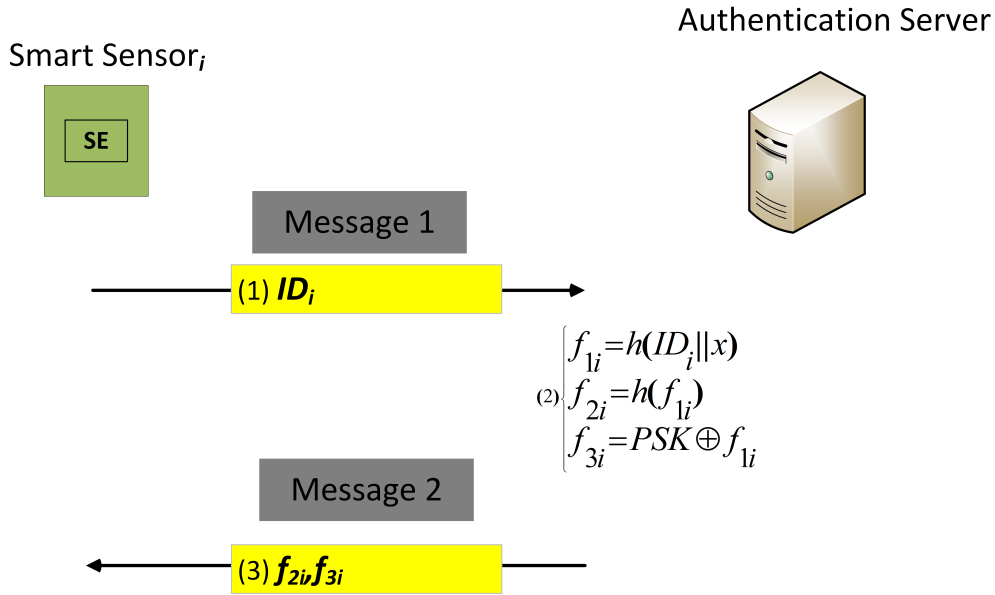 Authentication Server
Smart Sensorᵢ
SE
Message 1
(1) IDᵢ
f₁ᵢ=h(IDᵢ||x)
(2) f₂ᵢ=h(f₁ᵢ)
f₃ᵢ=PSK⊕f₁ᵢ
Message 2
(3) f₂ᵢ,f₃ᵢ